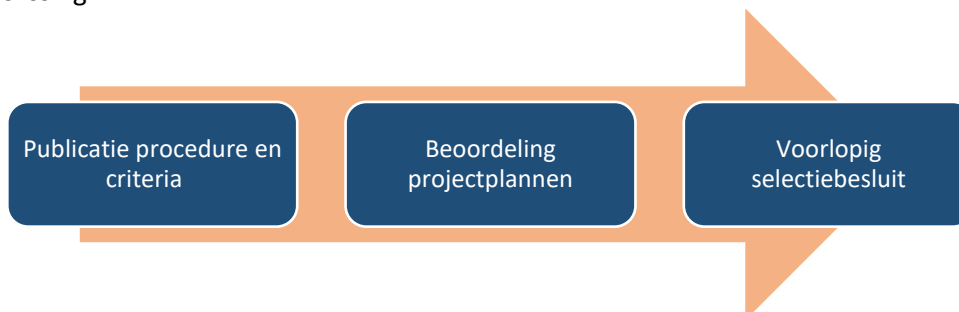 Publicatie procedure en
criteria
Beoordeling
projectplannen
Voorlopig
selectiebesluit